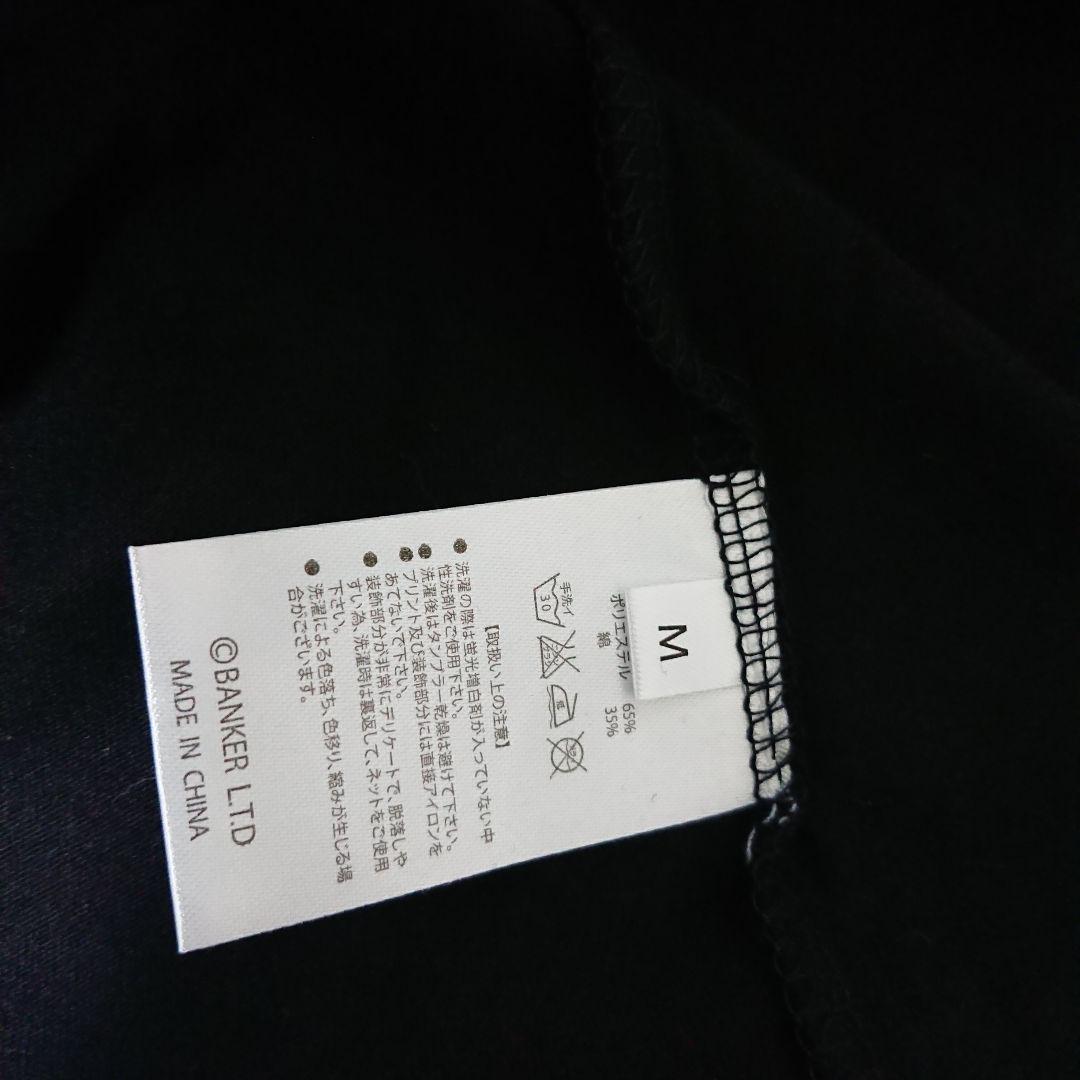 M
ポリエステル 65%
綿 35%
手洗イ
30
【取扱い上の注意】
●洗濯の際は蛍光増白剤が入っていない中
性洗剤をご使用下さい。
●洗濯後はタンブラー乾燥は避けて下さい。
●プリント及び装飾部分には直接アイロンを
あてないで下さい。
●装飾部分が非常にデリケートで、脱落しや
すい為、洗濯時は裏返して、ネットをご使用
下さい。
●洗濯による色落ち、色移り、縮みが生じる場
合がございます。
©BANKER L.T.D
MADE IN CHINA